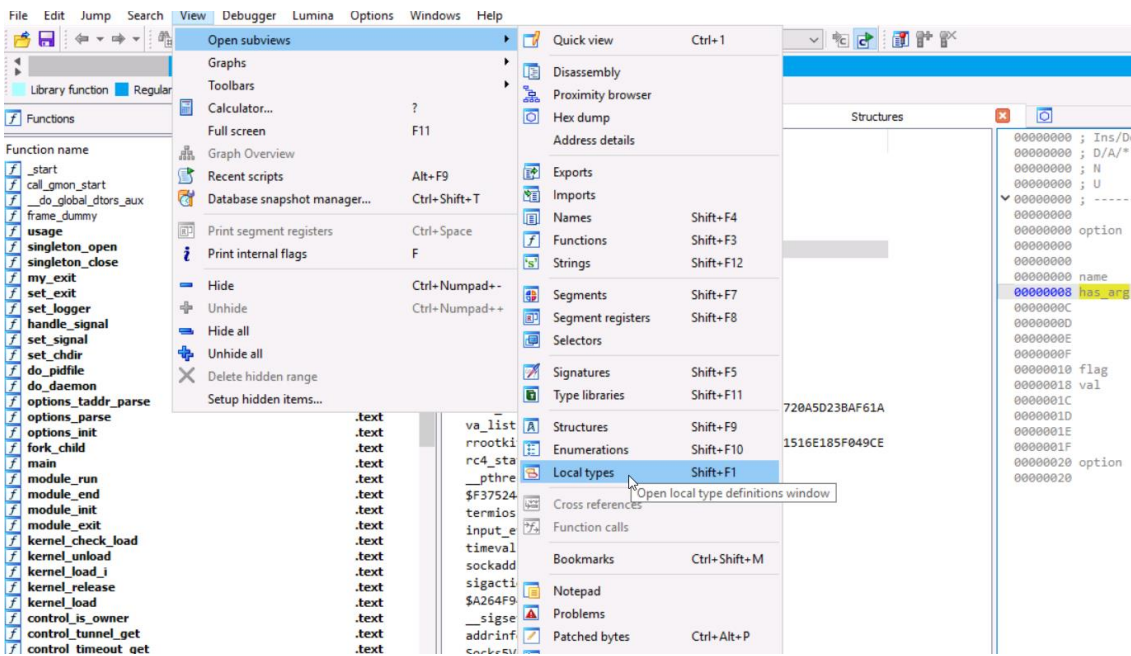 File Edit Jump Search View Debugger Lumina Options Windows Help
Library function Regular
Functions
Function name
_start
call_gmon_start
__do_global_dtors_aux
frame_dummy
usage
singleton_open
singleton_close
my_exit
set_exit
set_logger
handle_signal
set_signal
set_chdir
do_pidfile
do_daemon
options_taddr_parse
options_parse .text
options_init .text
fork_child .text
main .text
module_run .text
module_end .text
module_init .text
module_exit .text
kernel_check_load .text
kernel_unload .text
kernel_load_i .text
kernel_release .text
kernel_load .text
control_is_owner .text
control_tunnel_get .text
control_timeout_get .text
Open subviews
Graphs
Toolbars
Calculator... ?
Full screen F11
Graph Overview
Recent scripts Alt+F9
Database snapshot manager... Ctrl+Shift+T
Print segment registers Ctrl+Space
Print internal flags F
Hide Ctrl+Numpad+-
Unhide Ctrl+Numpad++
Hide all
Unhide all
Delete hidden range
Setup hidden items...
va_list
rrootki
rc4_sta
__pthre
$F37524
termios
input_e
timeval
sockadd
sigacti
$A264F9
__sigse
addrinf
Socks5V
Quick view Ctrl+1
Disassembly
Proximity browser
Hex dump
Address details
Exports
Imports
Names Shift+F4
Functions Shift+F3
Strings Shift+F12
Segments Shift+F7
Segment registers Shift+F8
Selectors
Signatures Shift+F5
Type libraries Shift+F11
Structures Shift+F9
Enumerations Shift+F10
Local types Shift+F1
Open local type definitions window
Cross references
Function calls
Bookmarks Ctrl+Shift+M
Notepad
Problems
Patched bytes Ctrl+Alt+P
Structures
720A5D23BAF61A
1516E185F049CE
00000000 ; Ins/D
00000000 ; D/A/*
00000000 ; N
00000000 ; U
00000000 ; -----
00000000
00000000 option
00000000
00000000
00000000 name
00000008 has_arg
0000000C
0000000D
0000000E
0000000F
00000010 flag
00000018 val
0000001C
0000001D
0000001E
0000001F
00000020 option
00000020